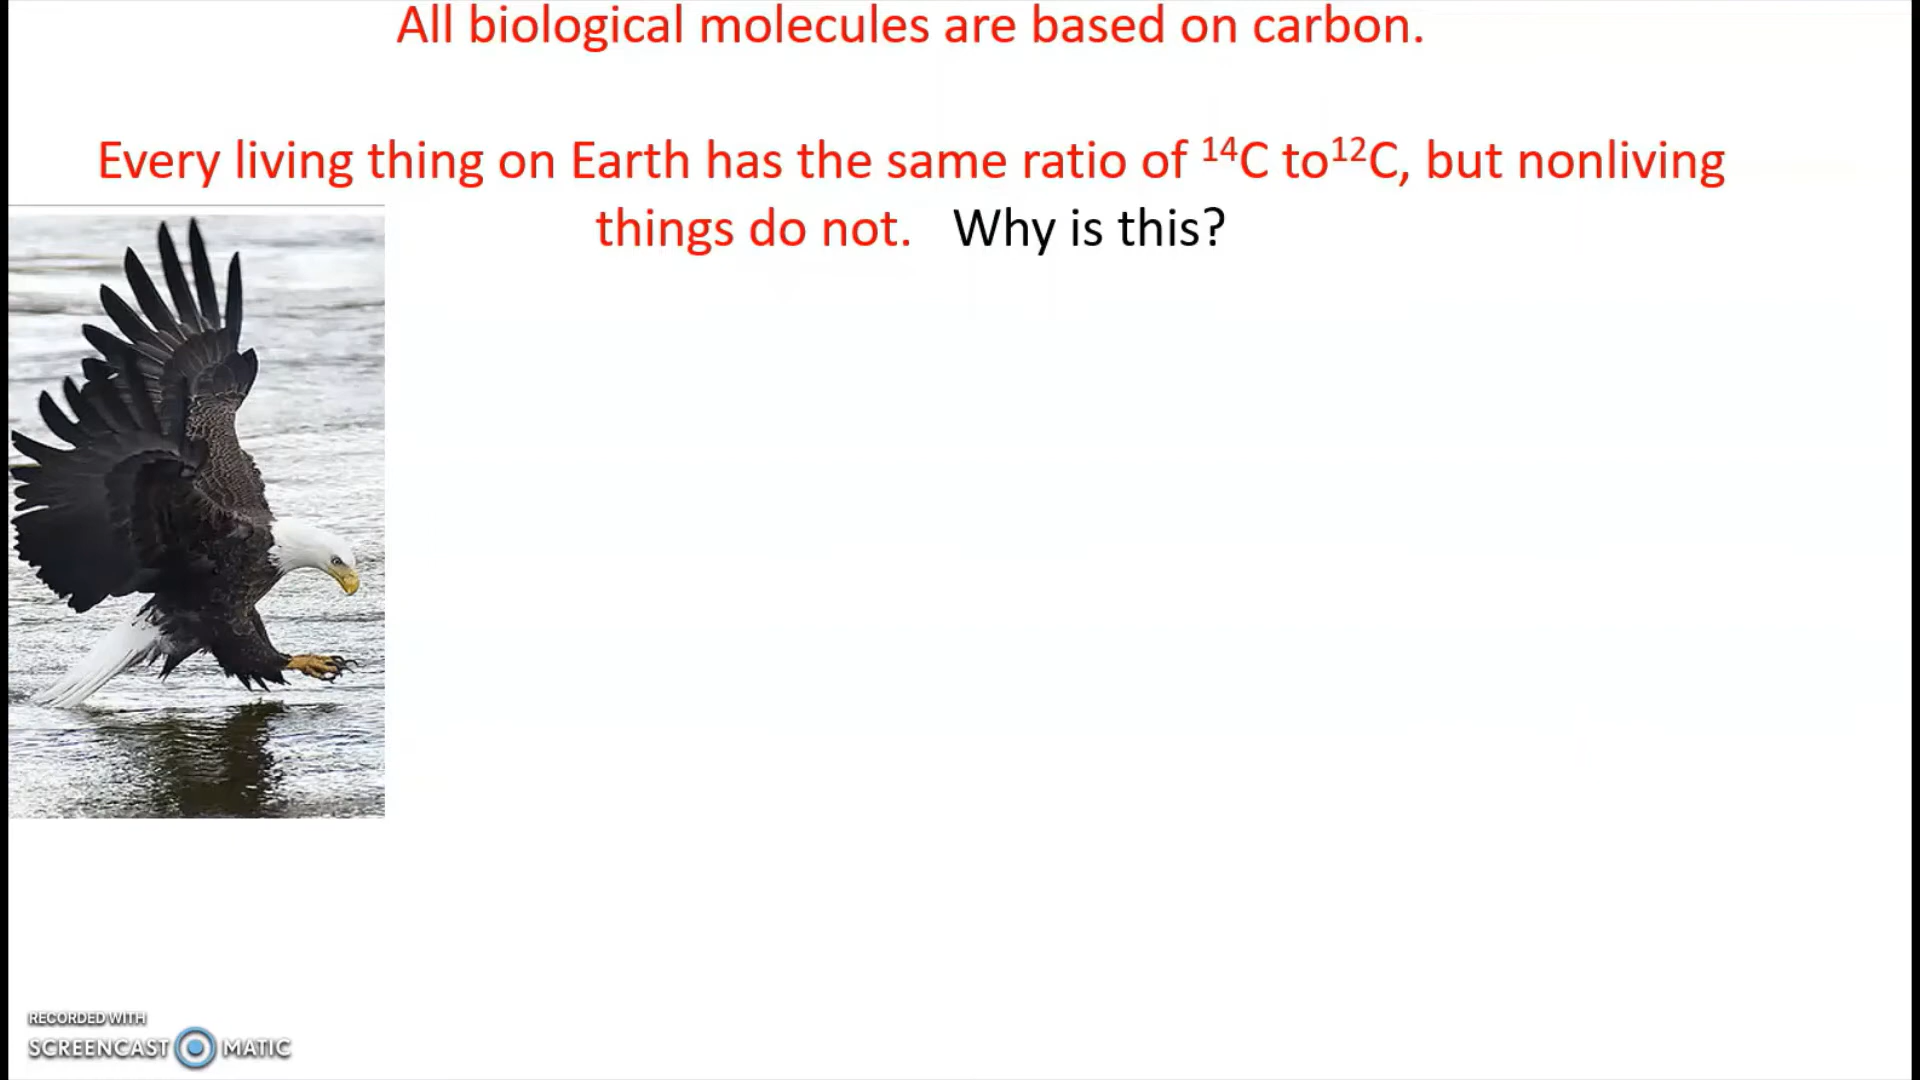 All biological molecules are based on carbon.
Every living thing on Earth has the same ratio of ¹⁴C to¹²C, but nonliving
things do not. Why is this?
RECORDED WITH
SCREENCAST MATIC